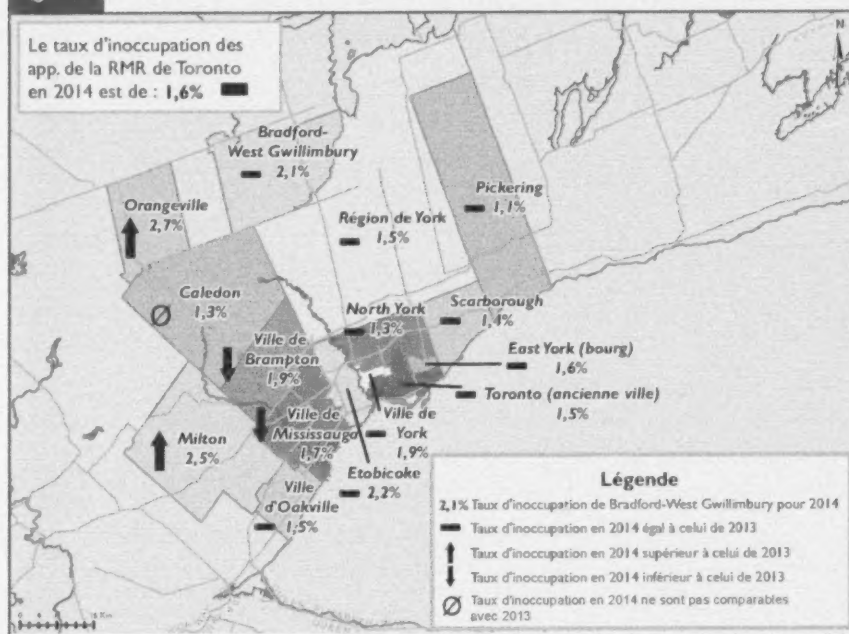 Le taux d'inoccupation des
app. de la RMR de Toronto
en 2014 est de : 1,6%
N
Bradford-
West Gwillimbury
2,1%
Orangeville
2,7%
Pickering
1,1%
Région de York
1,5%
Caledon
1,3%
North York
1,3%
Scarborough
1,4%
Ville de
Brampton
1,9%
East York (bourg)
1,6%
Toronto (ancienne ville)
1,5%
Ville de
York
1,9%
Ville de
Mississauga
1,7%
Milton
2,5%
Etobicoke
2,2%
Ville
d'Oakville
1,5%
Légende
2,1% Taux d'inoccupation de Bradford-West Gwillimbury pour 2014
Taux d'inoccupation en 2014 égal à celui de 2013
Taux d'inoccupation en 2014 supérieur à celui de 2013
Taux d'inoccupation en 2014 inférieur à celui de 2013
Ø Taux d'inoccupation en 2014 ne sont pas comparables
avec 2013